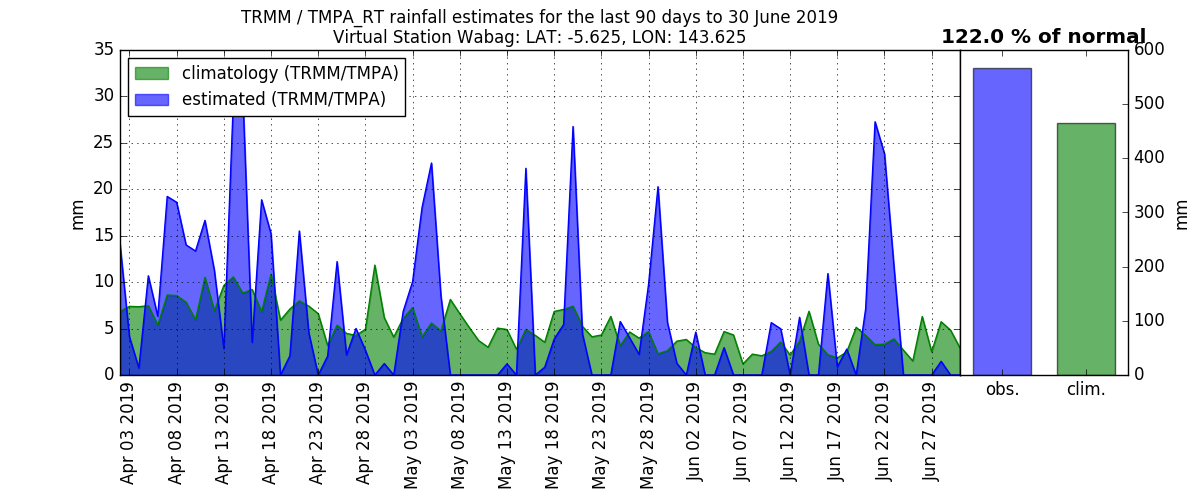 TRMM / TMPA_RT rainfall estimates for the last 90 days to 30 June 2019
Virtual Station Wabag: LAT: -5.625, LON: 143.625
122.0 % of normal
climatology (TRMM/TMPA)
estimated (TRMM/TMPA)
mm
35
30
25
20
15
10
5
0
Apr 03 2019
Apr 08 2019
Apr 13 2019
Apr 18 2019
Apr 23 2019
Apr 28 2019
May 03 2019
May 08 2019
May 13 2019
May 18 2019
May 23 2019
May 28 2019
Jun 02 2019
Jun 07 2019
Jun 12 2019
Jun 17 2019
Jun 22 2019
Jun 27 2019
obs.
clim.
600
500
400
300
200
100
0
mm